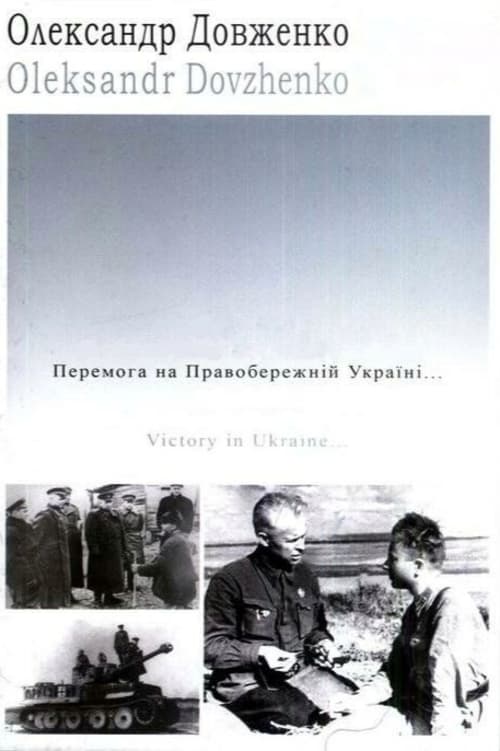 Олександр Довженко
Oleksandr Dovzhenko
Перемога на Правобережній Україні...
Victory in Ukraine...